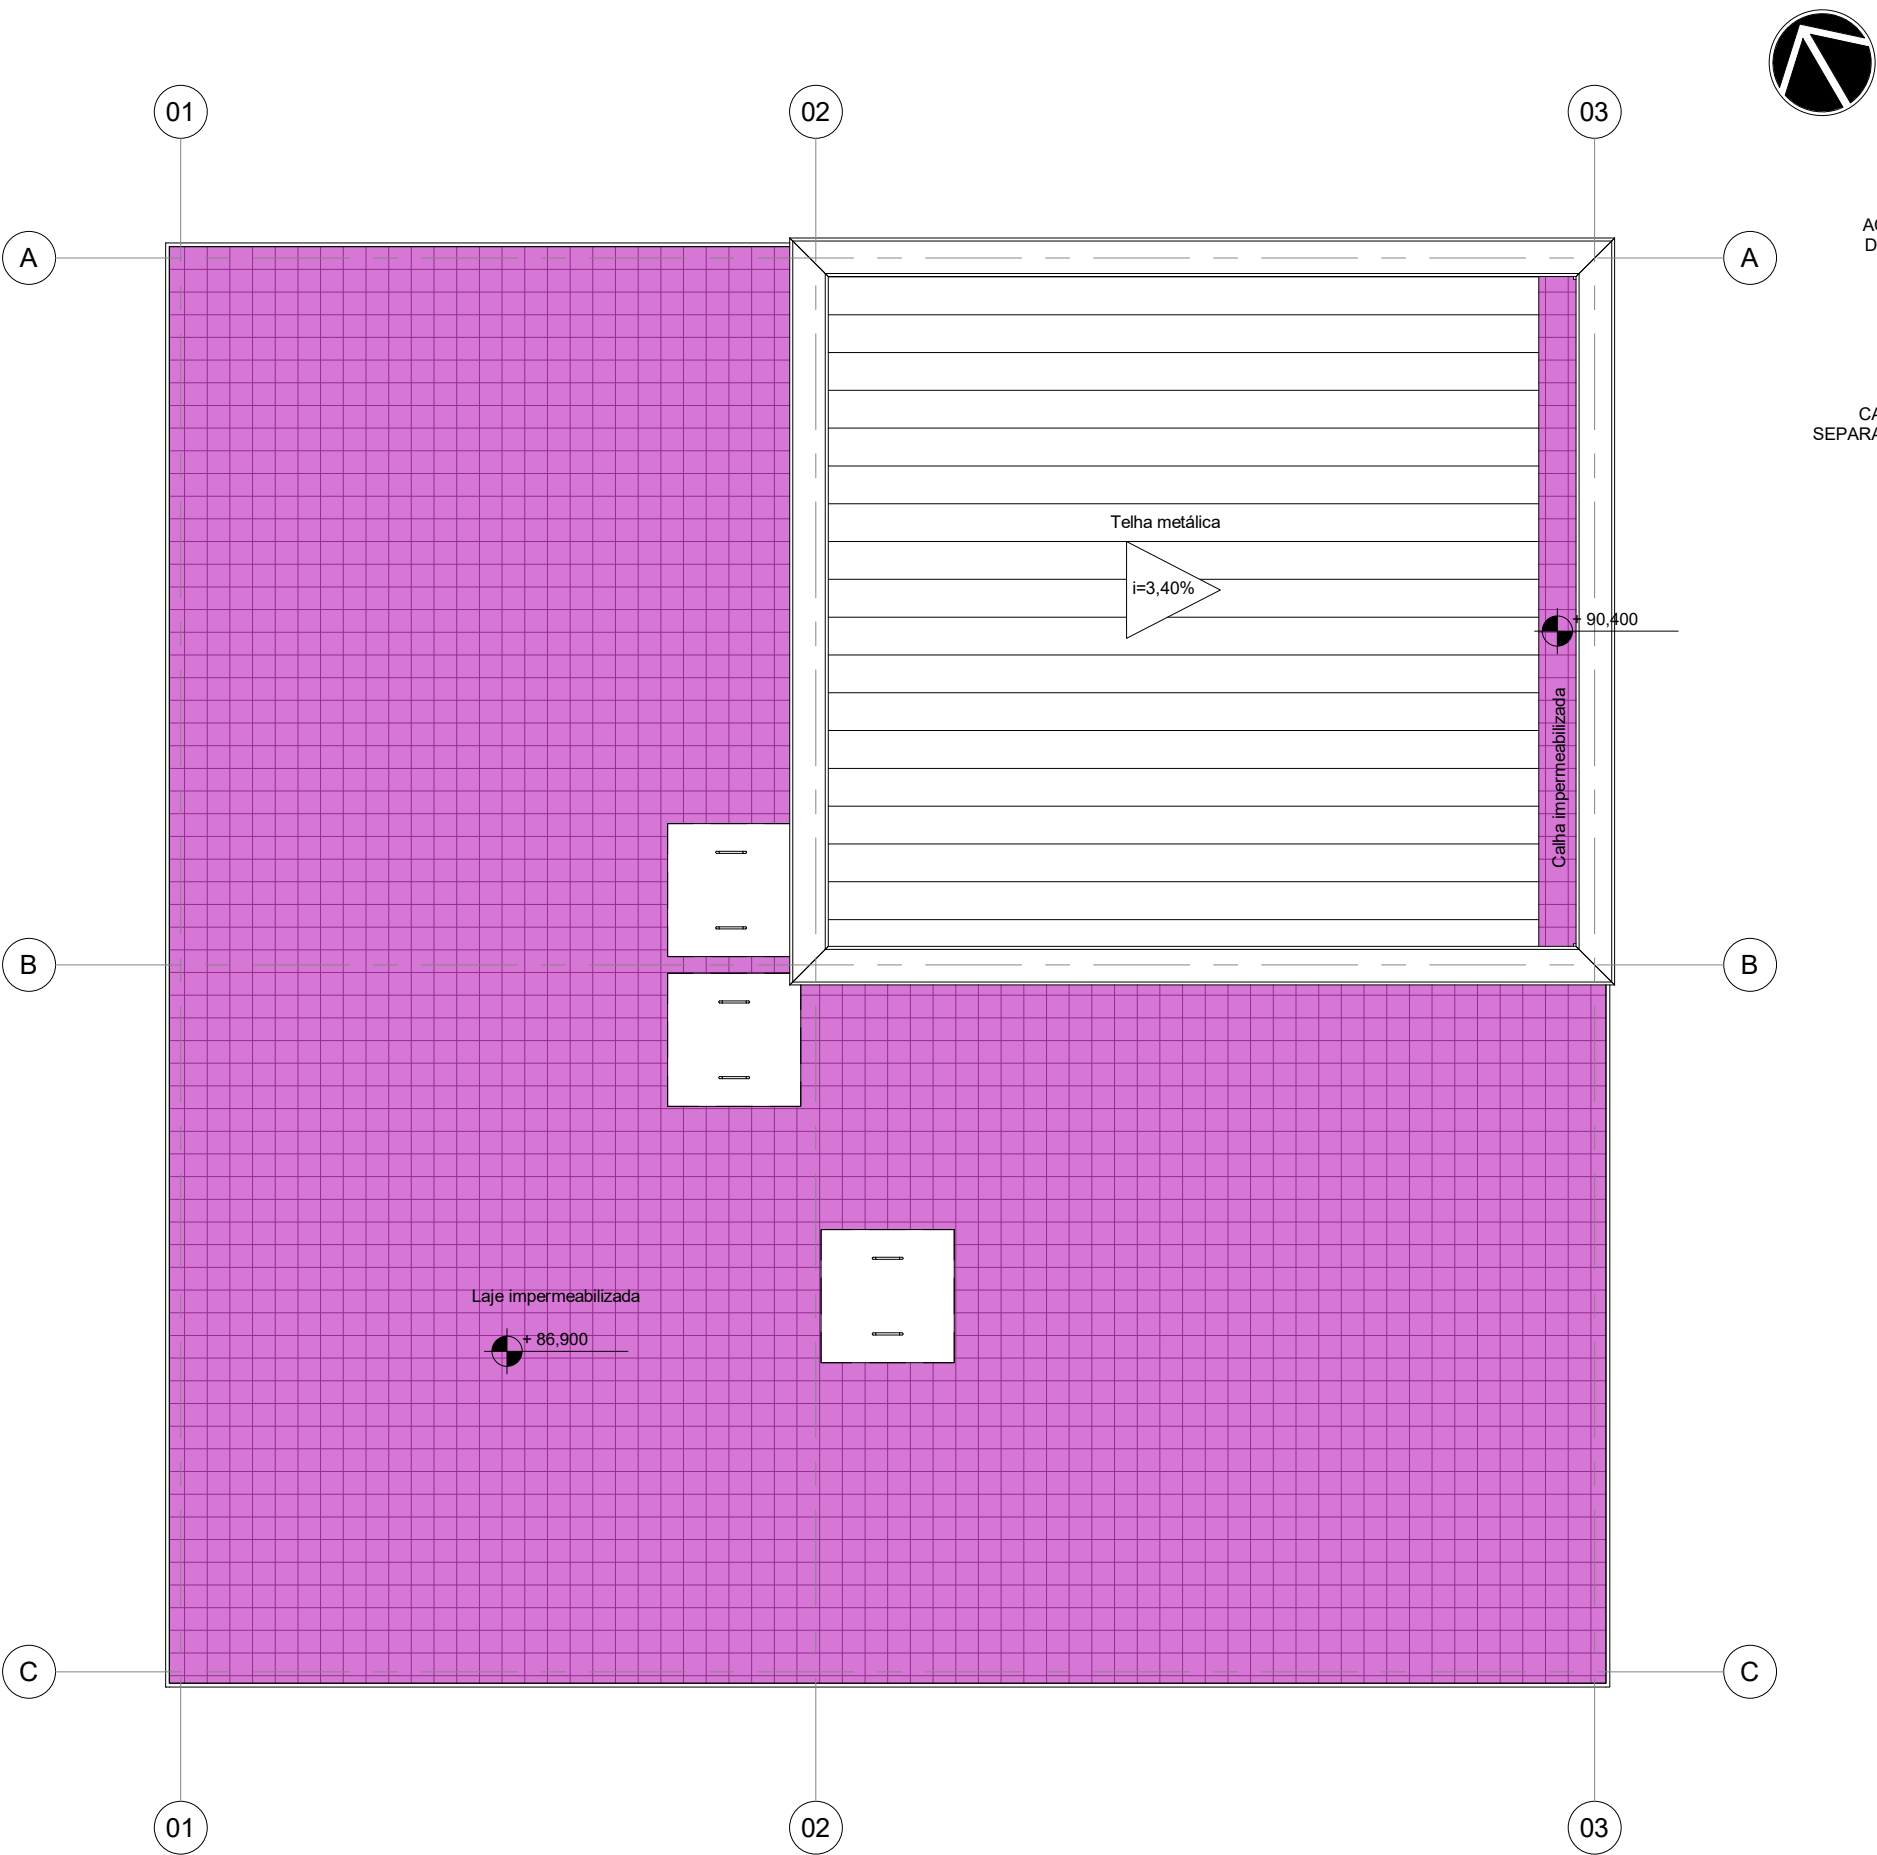 01
02
03
A
A
Telha metálica
i=3,40%
+ 90,400
Calha impermeabilizada
B
B
Laje impermeabilizada
+ 86,900
C
C
01
02
03